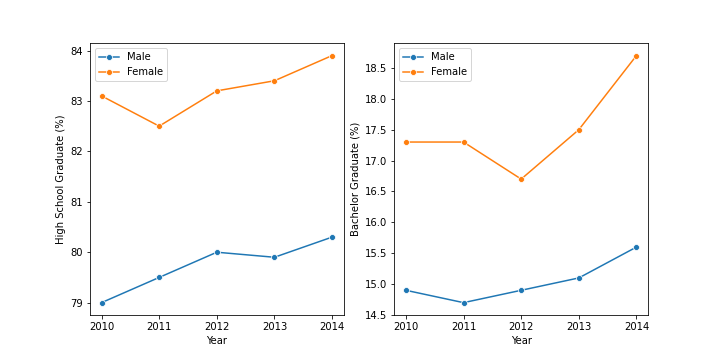 High School Graduate (%)
84
83
82
81
80
79
Male
Female
2010 2011 2012 2013 2014
Year
Bachelor Graduate (%)
18.5
18.0
17.5
17.0
16.5
16.0
15.5
15.0
14.5
Male
Female
2010 2011 2012 2013 2014
Year